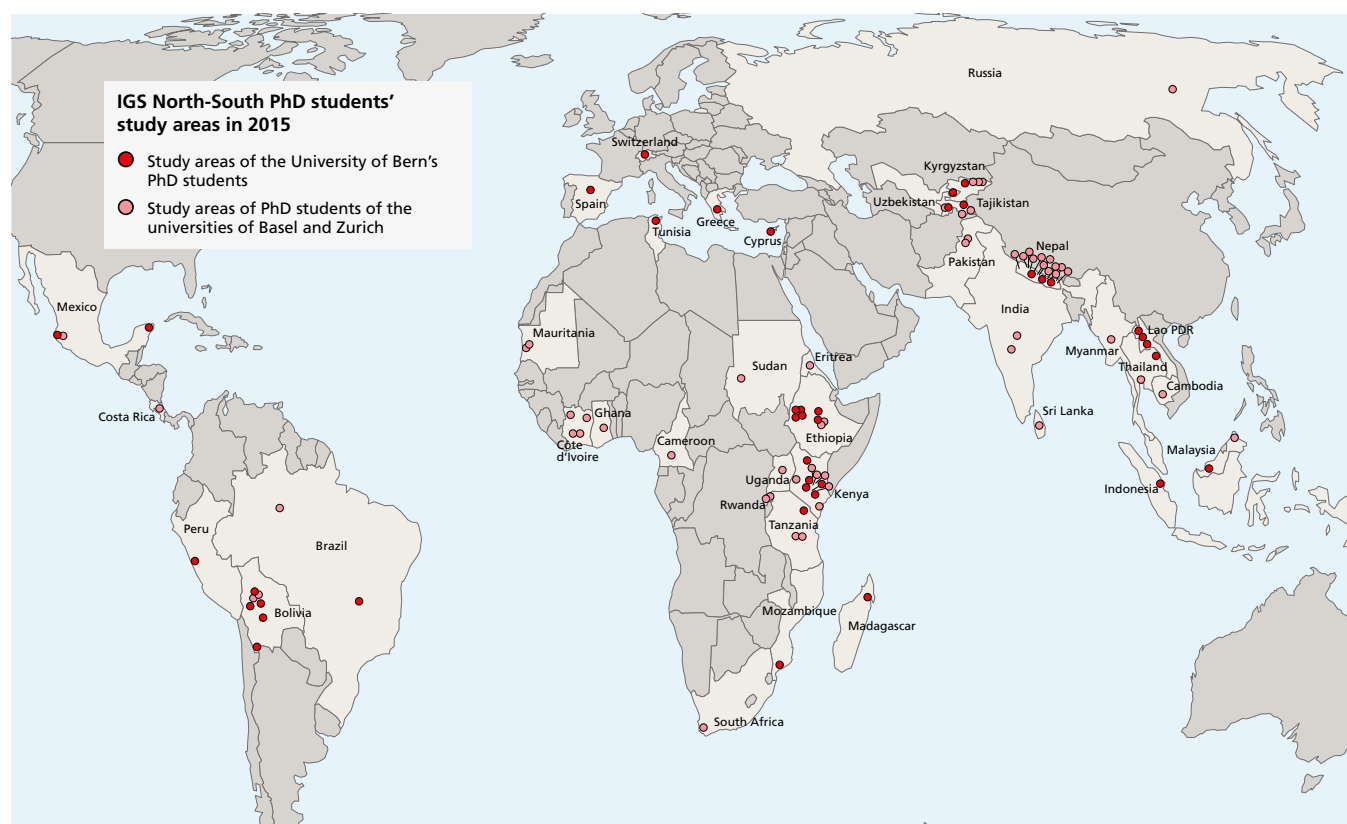 IGS North-South PhD students’
study areas in 2015
Study areas of the University of Bern’s
PhD students
Study areas of PhD students of the
universities of Basel and Zurich
Russia
Switzerland
Kyrgyzstan
Spain
Uzbekistan
Tajikistan
Greece
Tunisia
Cyprus
Nepal
Pakistan
Mexico
India
Mauritania
Lao PDR
Myanmar
Eritrea
Sudan
Thailand
Cambodia
Costa Rica
Ghana
Sri Lanka
Cameroon
Ethiopia
Côte
d’Ivoire
Malaysia
Uganda
Indonesia
Kenya
Rwanda
Peru
Tanzania
Brazil
Bolivia
Mozambique
Madagascar
South Africa